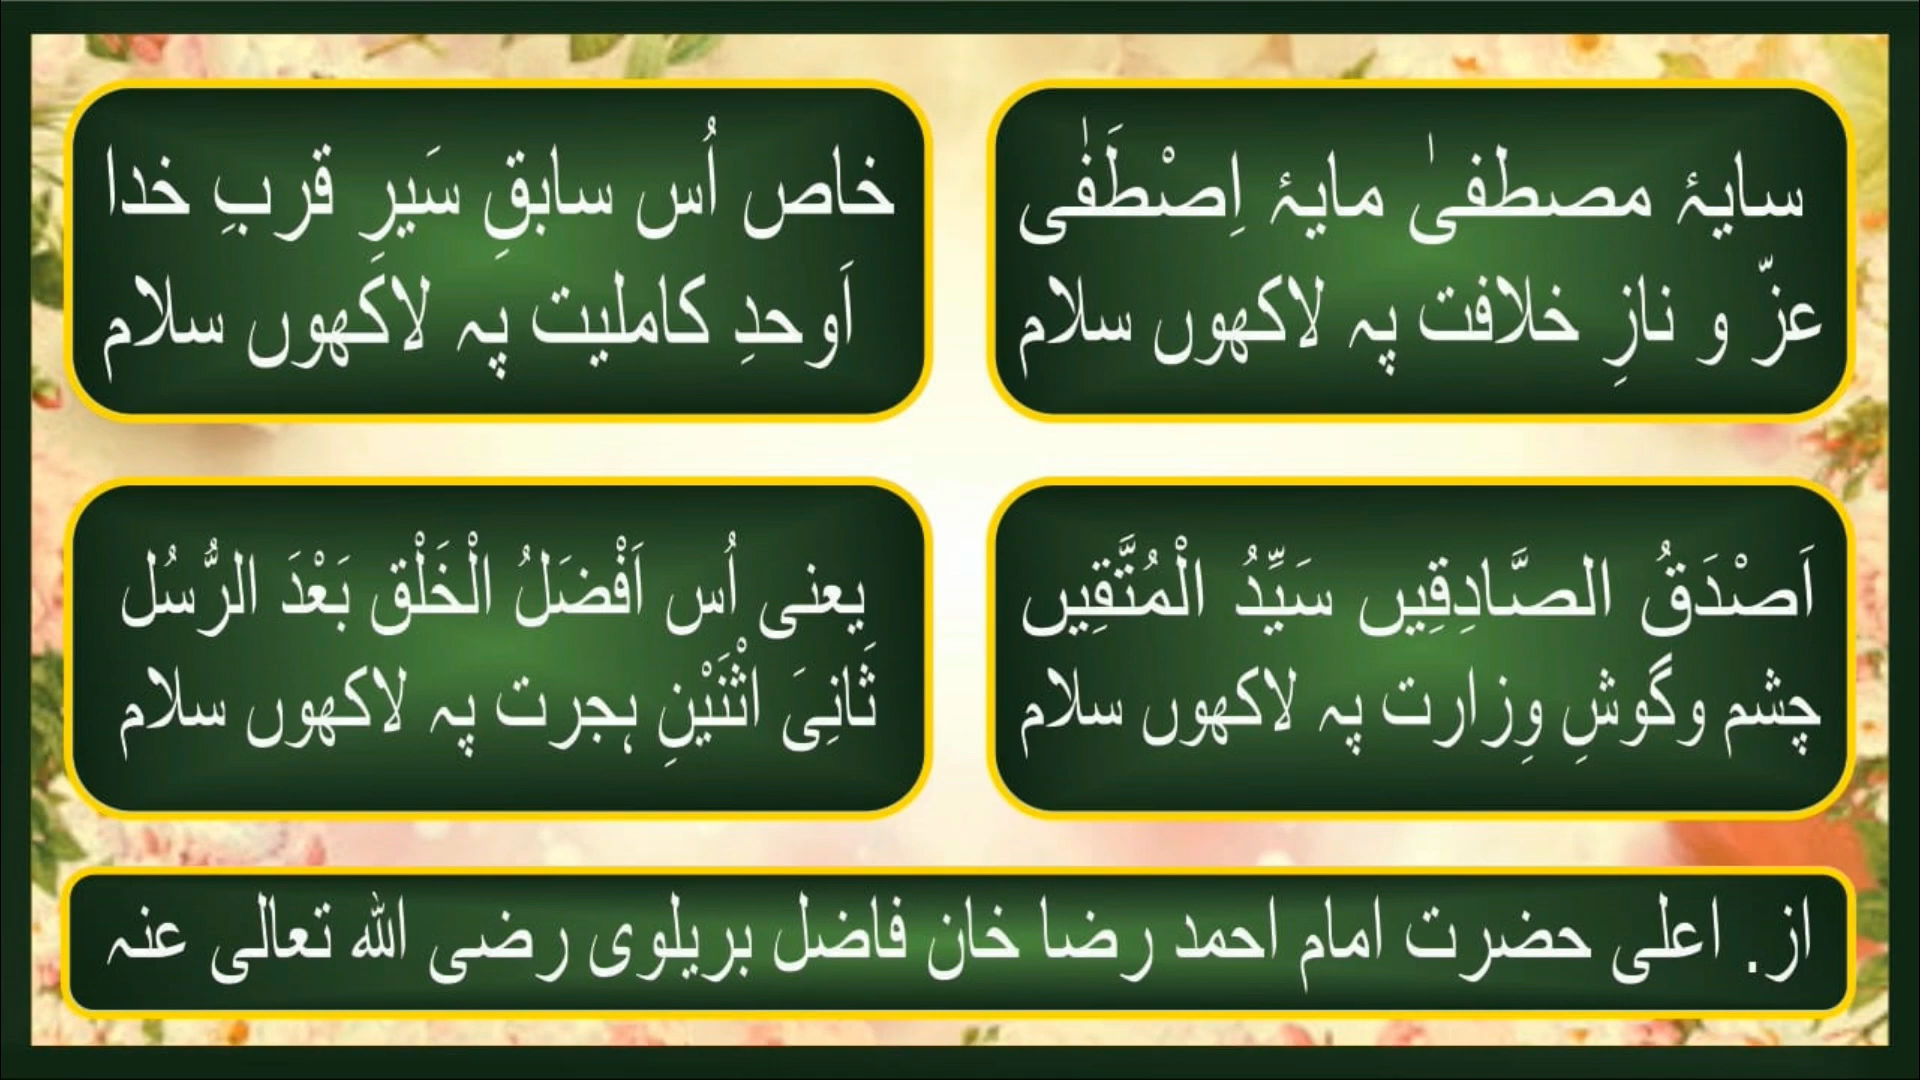 سایۂ مصطفیٰ مایۂ اِصْطَفٰی
عزّ و نازِ خلافت پہ لاکھوں سلام
خاص اُس سابقِ سَیرِ قربِ خدا
اَوحدِ کاملیت پہ لاکھوں سلام
اَصْدَقُ الصَّادِقِیں سَیِّدُ الْمُتَّقِیں
چشم وگوشِ وِزارت پہ لاکھوں سلام
یعنی اُس اَفْضَلُ الْخَلْق بَعْدَ الرُّسُل
ثَانِیَ اثْنَیْنِ ہجرت پہ لاکھوں سلام
از. اعلی حضرت امام احمد رضا خان فاضل بریلوی رضی اللہ تعالی عنہ